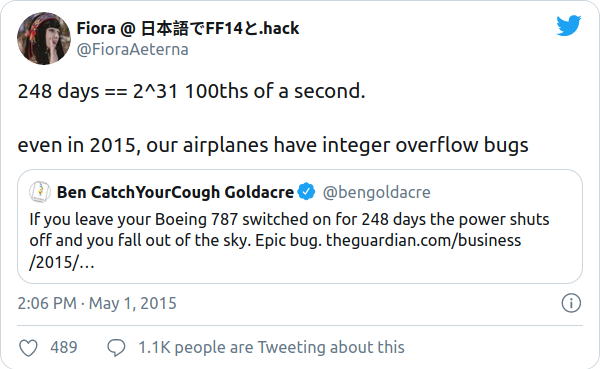 Fiora @ 日本語でFF14と.hack
@FioraAeterna
248 days == 2^31 100ths of a second.
even in 2015, our airplanes have integer overflow bugs
Ben CatchYourCough Goldacre @bengoldacre
If you leave your Boeing 787 switched on for 248 days the power shuts
off and you fall out of the sky. Epic bug. theguardian.com/business
/2015/…
2:06 PM · May 1, 2015
489 1.1K people are Tweeting about this